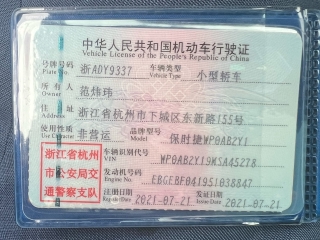 中华人民共和国机动车行驶证
Vehicle License of the People's Republic of China
号牌号码 浙ADY9337 车辆类型 小型轿车
Plate No. Vehicle Type
所有人 范炜玮
Owner
住址 浙江省杭州市下城区东新路155号
Address
使用性质 非营运 品牌型号 保时捷WP0AB2Y1
浙江省杭州
市公安局交
通警察支队
车辆识别代号
VIN
发动机号码
Engine No.
注册日期 2021-07-21 发证日期 2021-07-21
Issue Date